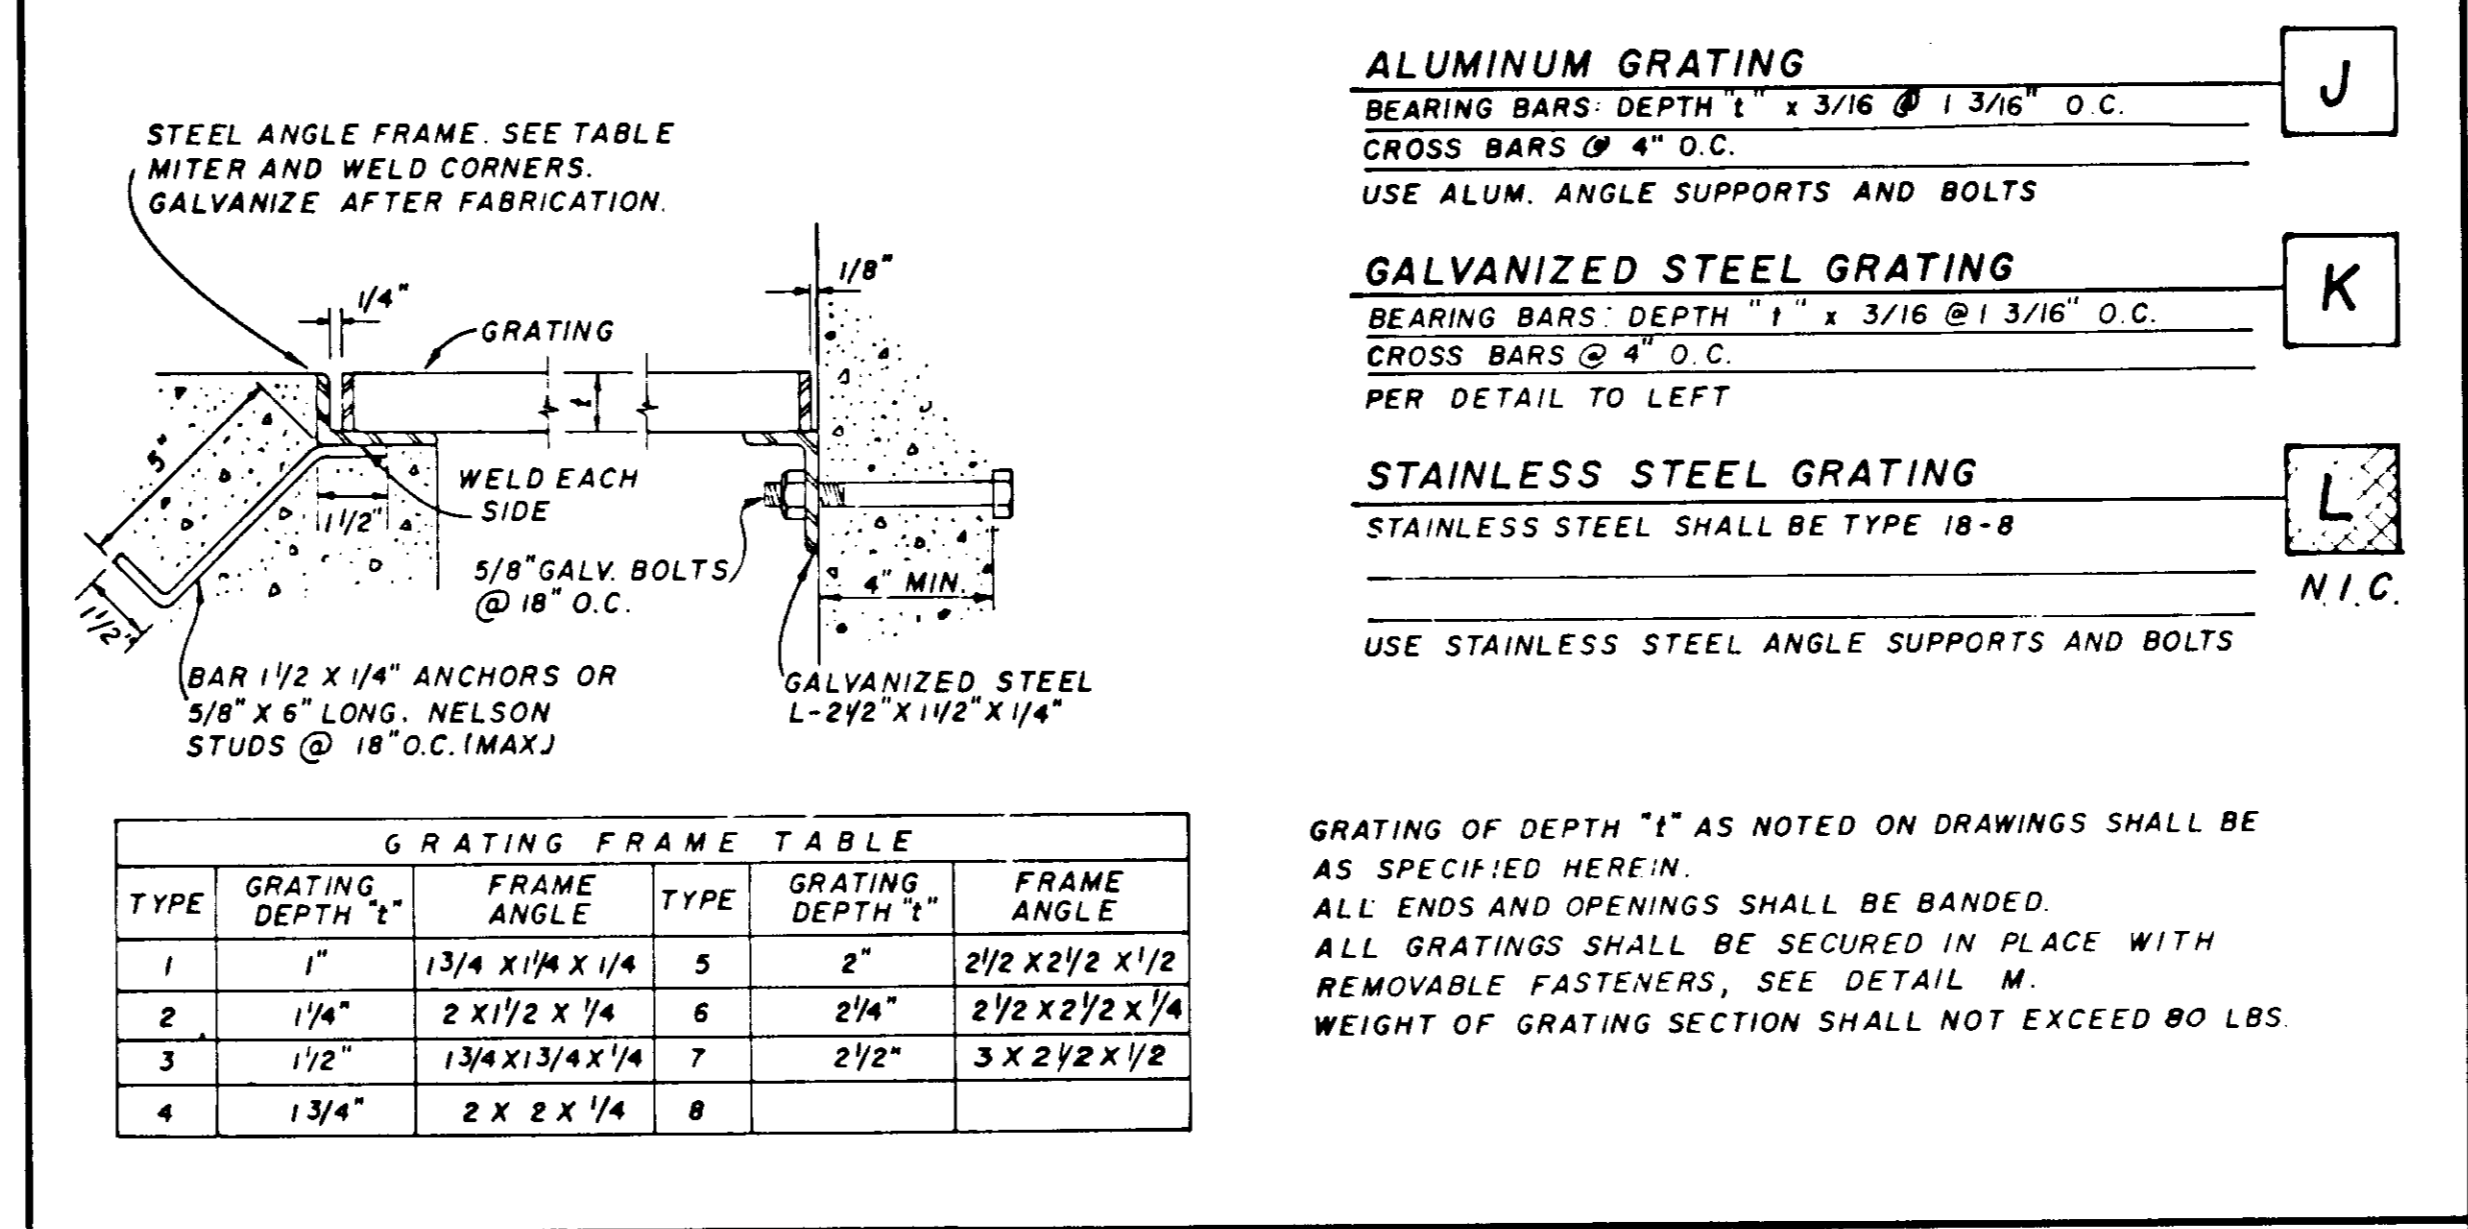 STEEL ANGLE FRAME. SEE TABLE
MITER AND WELD CORNERS.
GALVANIZE AFTER FABRICATION.
1/4"
1/8"
GRATING
t
5"
WELD EACH
SIDE
1 1/2"
5/8" GALV. BOLTS
@ 18" O.C.
4" MIN.
1 1/2"
BAR 1 1/2 X 1/4" ANCHORS OR
5/8" X 6" LONG. NELSON
STUDS @ 18" O.C. (MAX)
GALVANIZED STEEL
L-2 1/2" X 1 1/2" X 1/4"
ALUMINUM GRATING
J
BEARING BARS: DEPTH "t" x 3/16 @ 1 3/16" O.C.
CROSS BARS @ 4" O.C.
USE ALUM. ANGLE SUPPORTS AND BOLTS
GALVANIZED STEEL GRATING
K
BEARING BARS: DEPTH "t" x 3/16 @ 1 3/16" O.C.
CROSS BARS @ 4" O.C.
PER DETAIL TO LEFT
STAINLESS STEEL GRATING
L
STAINLESS STEEL SHALL BE TYPE 18-8
N.I.C.
USE STAINLESS STEEL ANGLE SUPPORTS AND BOLTS
GRATING FRAME TABLE
TYPE GRATING DEPTH "t" FRAME ANGLE TYPE GRATING DEPTH "t" FRAME ANGLE
1 1" 1 3/4 X 1 1/4 X 1/4 5 2" 2 1/2 X 2 1/2 X 1/2
2 1 1/4" 2 X 1 1/2 X 1/4 6 2 1/4" 2 1/2 X 2 1/2 X 1/4
3 1 1/2" 1 3/4 X 1 3/4 X 1/4 7 2 1/2" 3 X 2 1/2 X 1/2
4 1 3/4" 2 X 2 X 1/4 8
GRATING OF DEPTH "t" AS NOTED ON DRAWINGS SHALL BE
AS SPECIFIED HEREIN.
ALL ENDS AND OPENINGS SHALL BE BANDED.
ALL GRATINGS SHALL BE SECURED IN PLACE WITH
REMOVABLE FASTENERS, SEE DETAIL M.
WEIGHT OF GRATING SECTION SHALL NOT EXCEED 80 LBS.